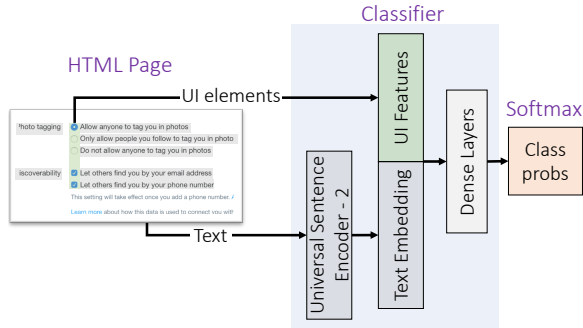 Classifier
HTML Page
UI elements
UI Features
Softmax
Photo tagging
Allow anyone to tag you in photos
Only allow people you follow to tag you in photo
Do not allow anyone to tag you in photos
iscoverability
Let others find you by your email address
Let others find you by your phone number
This setting will take effect once you add a phone number.
Learn more about how this data is used to connect you with
Text
Universal Sentence
Encoder - 2
Text Embedding
Dense Layers
Class
probs